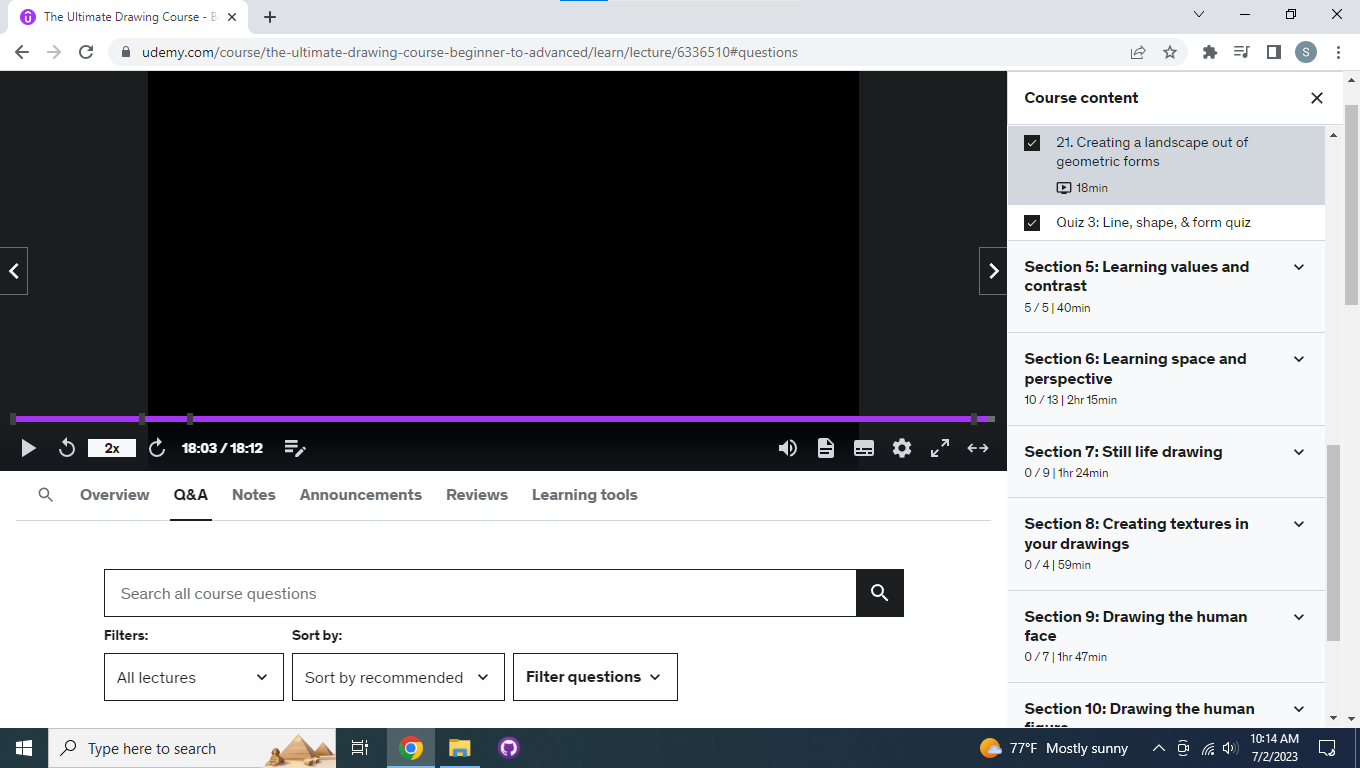 The Ultimate Drawing Course - B
udemy.com/course/the-ultimate-drawing-course-beginner-to-advanced/learn/lecture/6336510#questions
S
2x
18:03 / 18:12
Overview
Q&A
Notes
Announcements
Reviews
Learning tools
Search all course questions
Filters:
Sort by:
All lectures
Sort by recommended
Filter questions
Course content
21. Creating a landscape out of
geometric forms
18min
Quiz 3: Line, shape, & form quiz
Section 5: Learning values and
contrast
5 / 5 | 40min
Section 6: Learning space and
perspective
10 / 13 | 2hr 15min
Section 7: Still life drawing
0 / 9 | 1hr 24min
Section 8: Creating textures in
your drawings
0 / 4 | 59min
Section 9: Drawing the human
face
0 / 7 | 1hr 47min
Section 10: Drawing the human
figure
Type here to search
77°F Mostly sunny
10:14 AM
7/2/2023